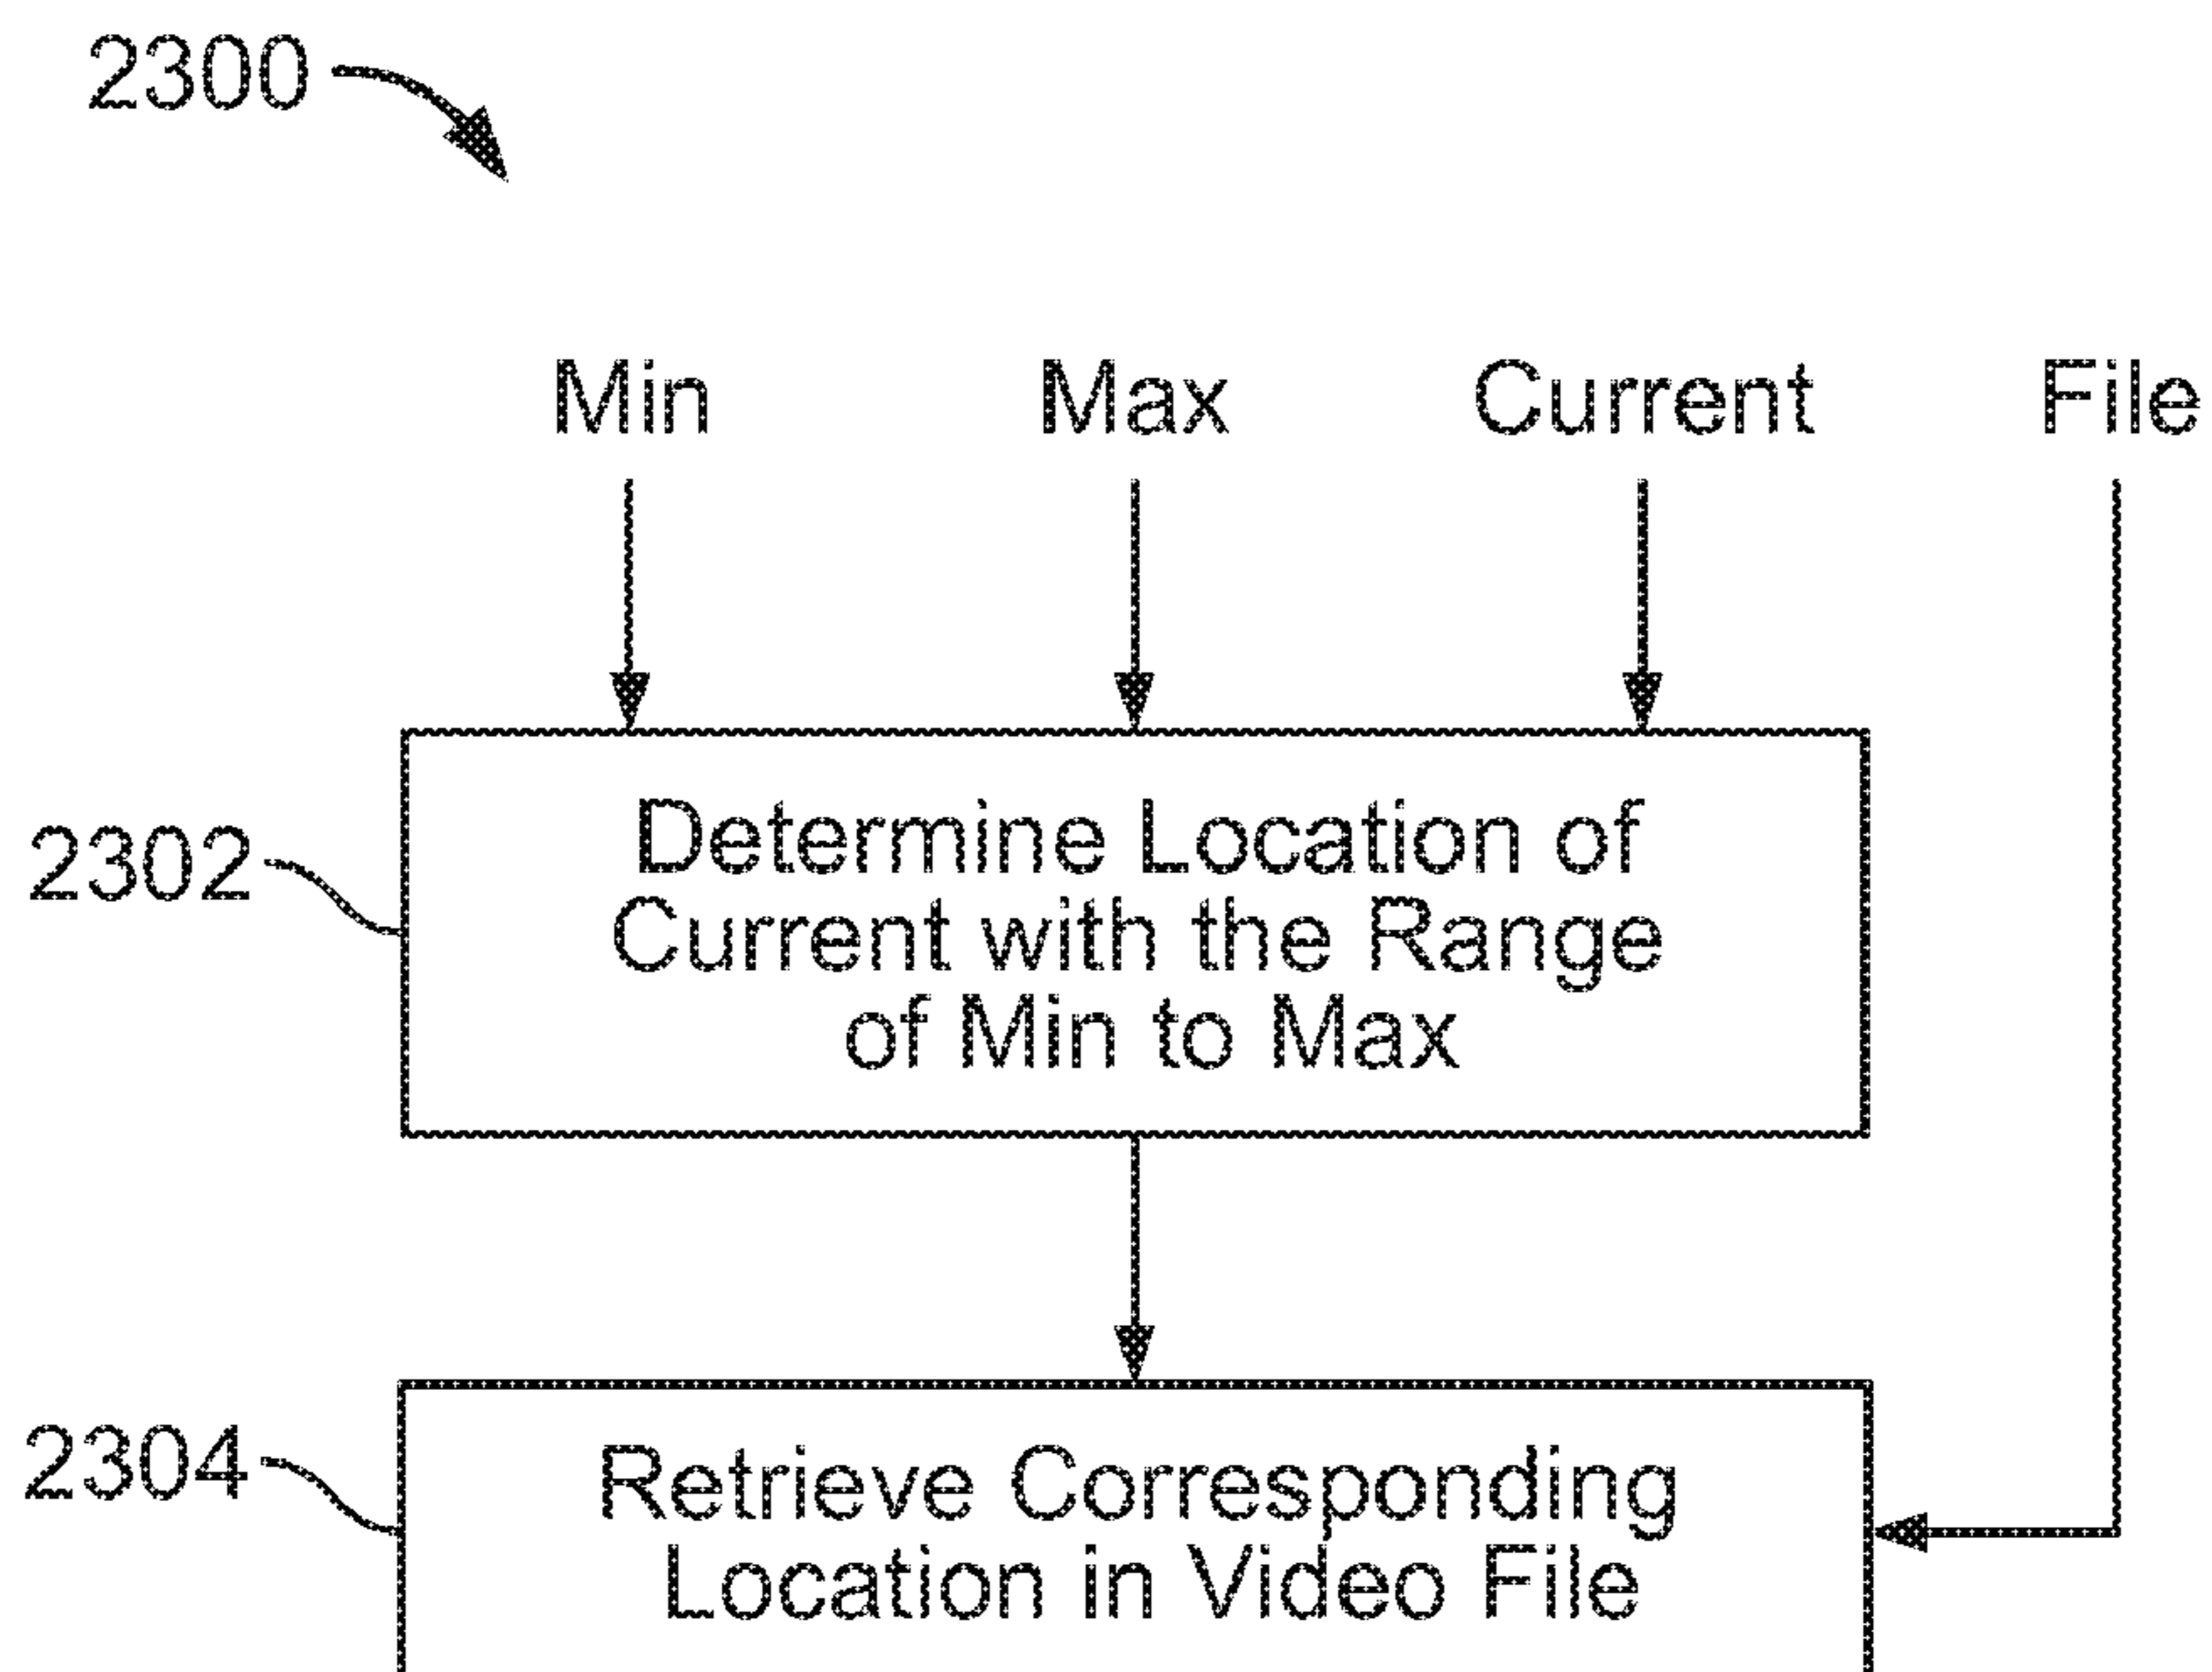 2300
Min Max Current File
2302
Determine Location of
Current with the Range
of Min to Max
2304
Retrieve Corresponding
Location in Video File